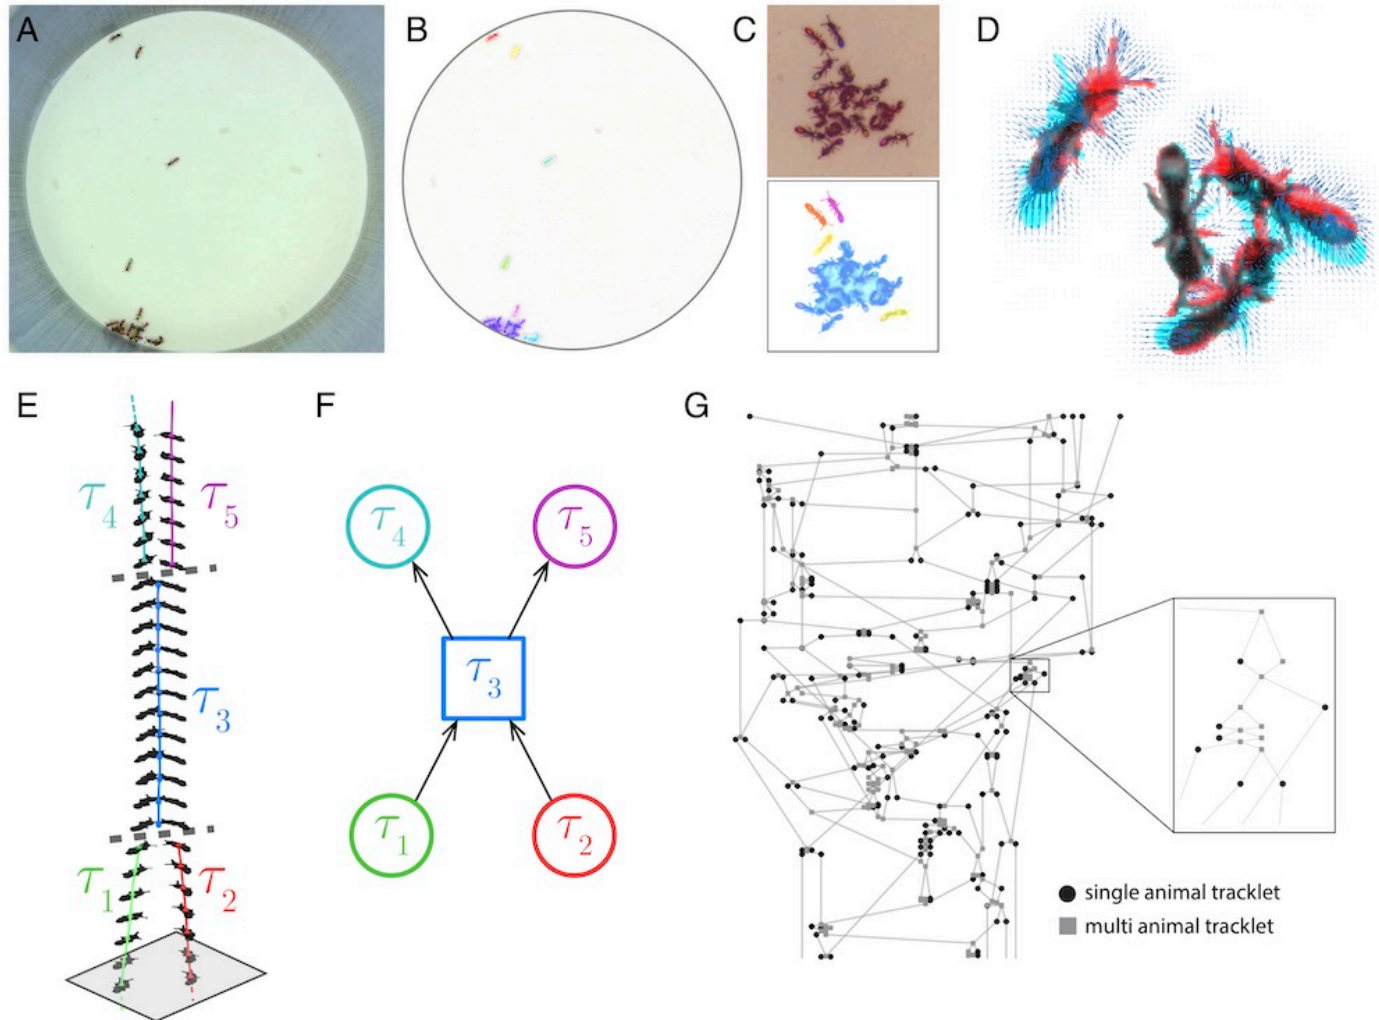 A
B
C
D
E
F
G
τ4
τ5
τ3
τ1
τ2
τ4
τ5
τ3
τ1
τ2
single animal tracklet
multi animal tracklet